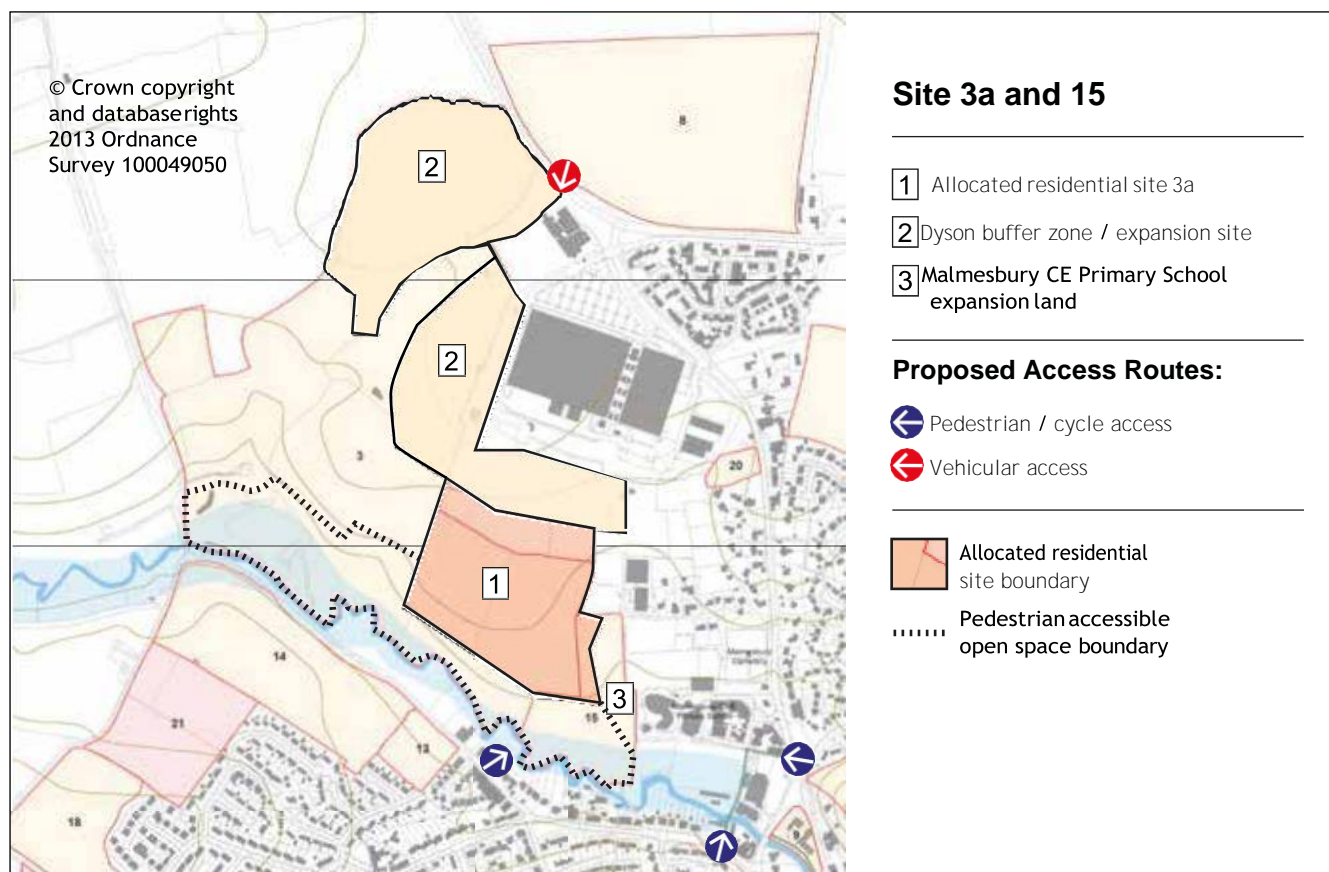 © Crown copyright
and database rights
2013 Ordnance
Survey 100049050
8
2
2
3
20
1
14
3
15
21
13
18
9
Site 3a and 15
1 Allocated residential site 3a
2 Dyson buffer zone / expansion site
3 Malmesbury CE Primary School
expansion land
Proposed Access Routes:
Pedestrian / cycle access
Vehicular access
Allocated residential
site boundary
Pedestrian accessible
open space boundary